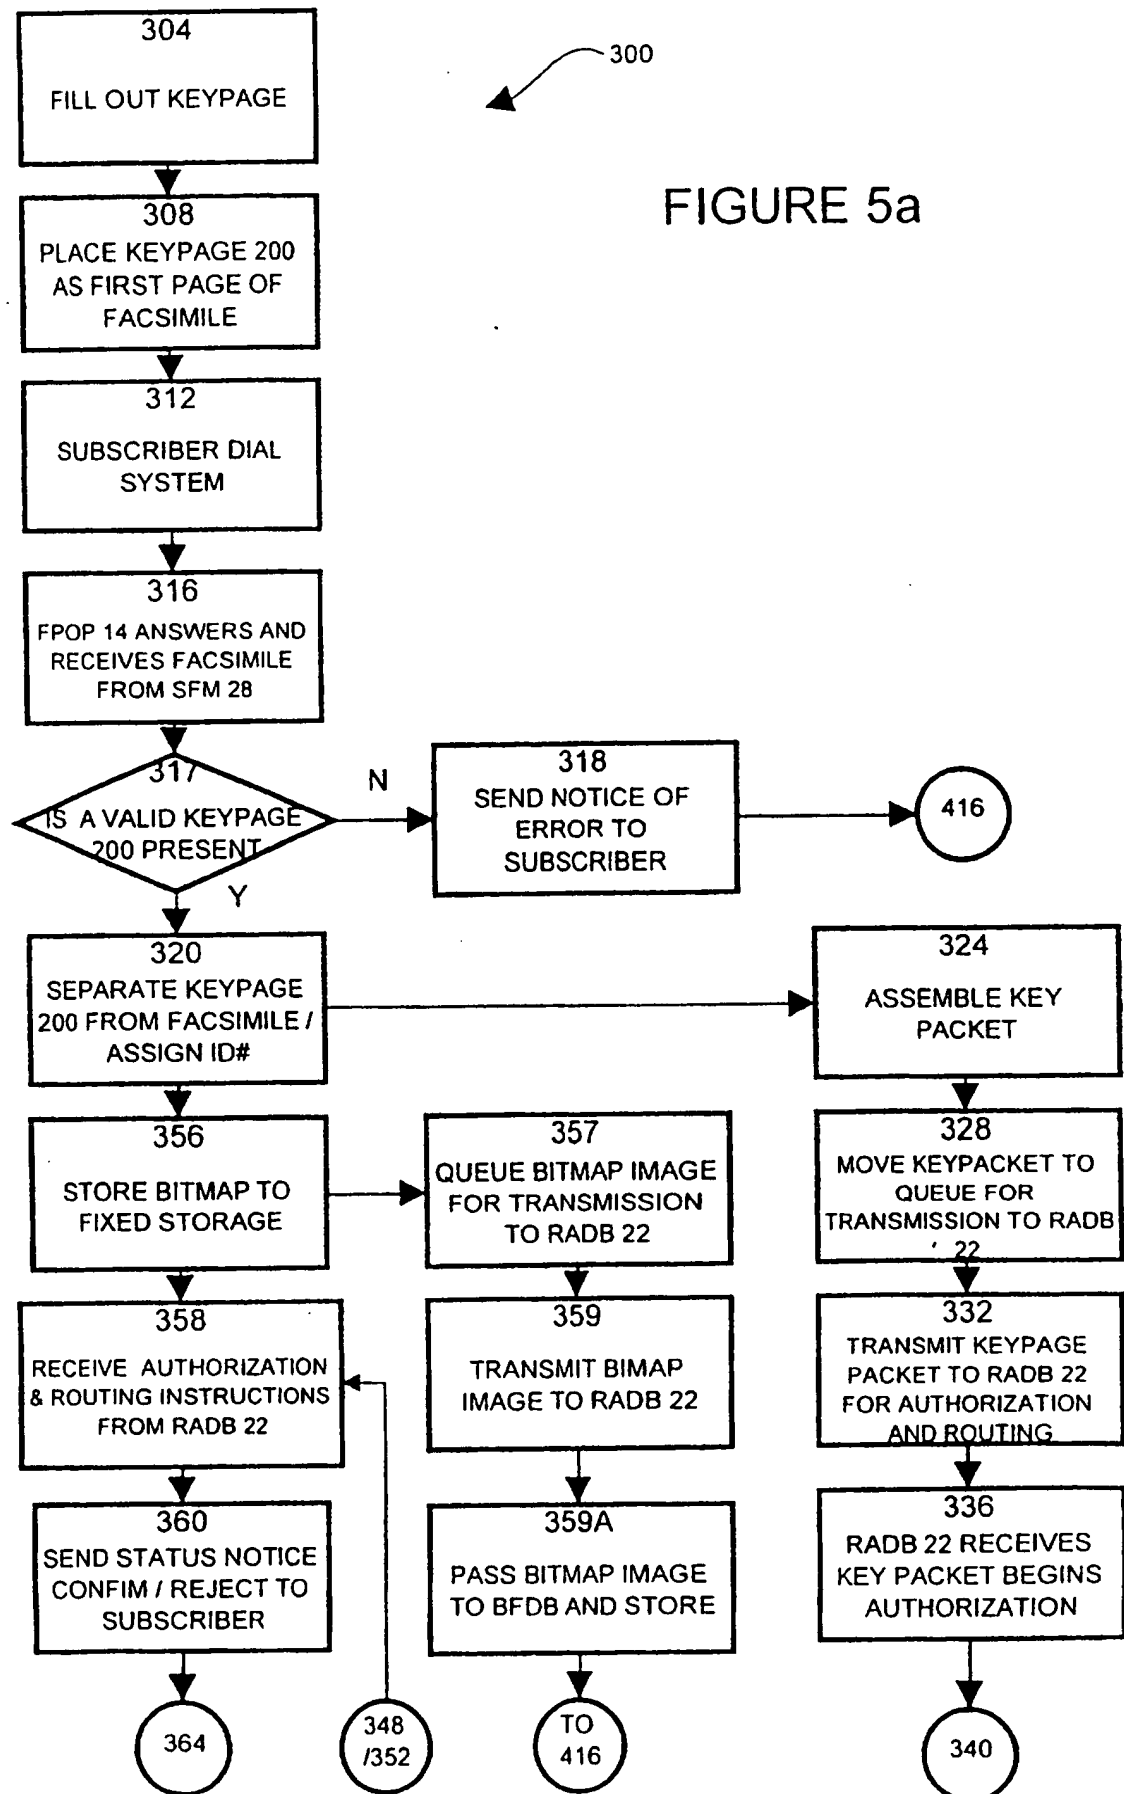 304
FILL OUT KEYPAGE
300
FIGURE 5a
308
PLACE KEYPAGE 200
AS FIRST PAGE OF
FACSIMILE
312
SUBSCRIBER DIAL
SYSTEM
316
FPOP 14 ANSWERS AND
RECEIVES FACSIMILE
FROM SFM 28
317
IS A VALID KEYPAGE
200 PRESENT
N
Y
318
SEND NOTICE OF
ERROR TO
SUBSCRIBER
416
320
SEPARATE KEYPAGE
200 FROM FACSIMILE /
ASSIGN ID#
324
ASSEMBLE KEY
PACKET
356
STORE BITMAP TO
FIXED STORAGE
357
QUEUE BITMAP IMAGE
FOR TRANSMISSION
TO RADB 22
328
MOVE KEYPACKET TO
QUEUE FOR
TRANSMISSION TO RADB
22
358
RECEIVE AUTHORIZATION
& ROUTING INSTRUCTIONS
FROM RADB 22
359
TRANSMIT BIMAP
IMAGE TO RADB 22
332
TRANSMIT KEYPAGE
PACKET TO RADB 22
FOR AUTHORIZATION
AND ROUTING
360
SEND STATUS NOTICE
CONFIM / REJECT TO
SUBSCRIBER
359A
PASS BITMAP IMAGE
TO BFDB AND STORE
336
RADB 22 RECEIVES
KEY PACKET BEGINS
AUTHORIZATION
364
348
/352
TO
416
340